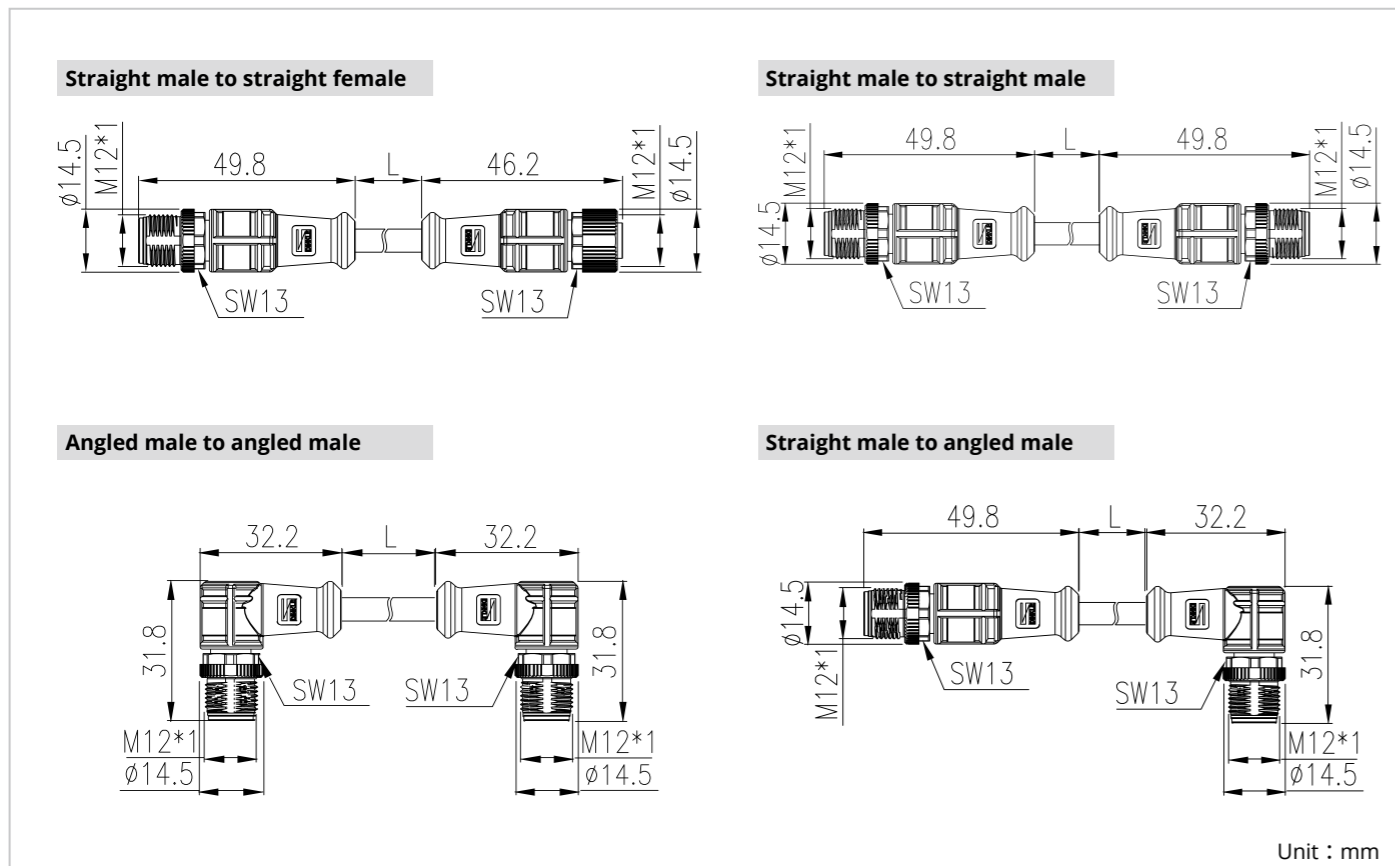 Straight male to straight female
ø14.5
M12*1
49.8
L
46.2
M12*1
ø14.5
SW13
SW13
Straight male to straight male
ø14.5
M12*1
49.8
L
49.8
M12*1
ø14.5
SW13
SW13
Angled male to angled male
32.2
L
32.2
31.8
31.8
SW13
SW13
M12*1
ø14.5
M12*1
ø14.5
Straight male to angled male
49.8
L
32.2
ø14.5
M12*1
31.8
SW13
SW13
M12*1
ø14.5
Unit：mm